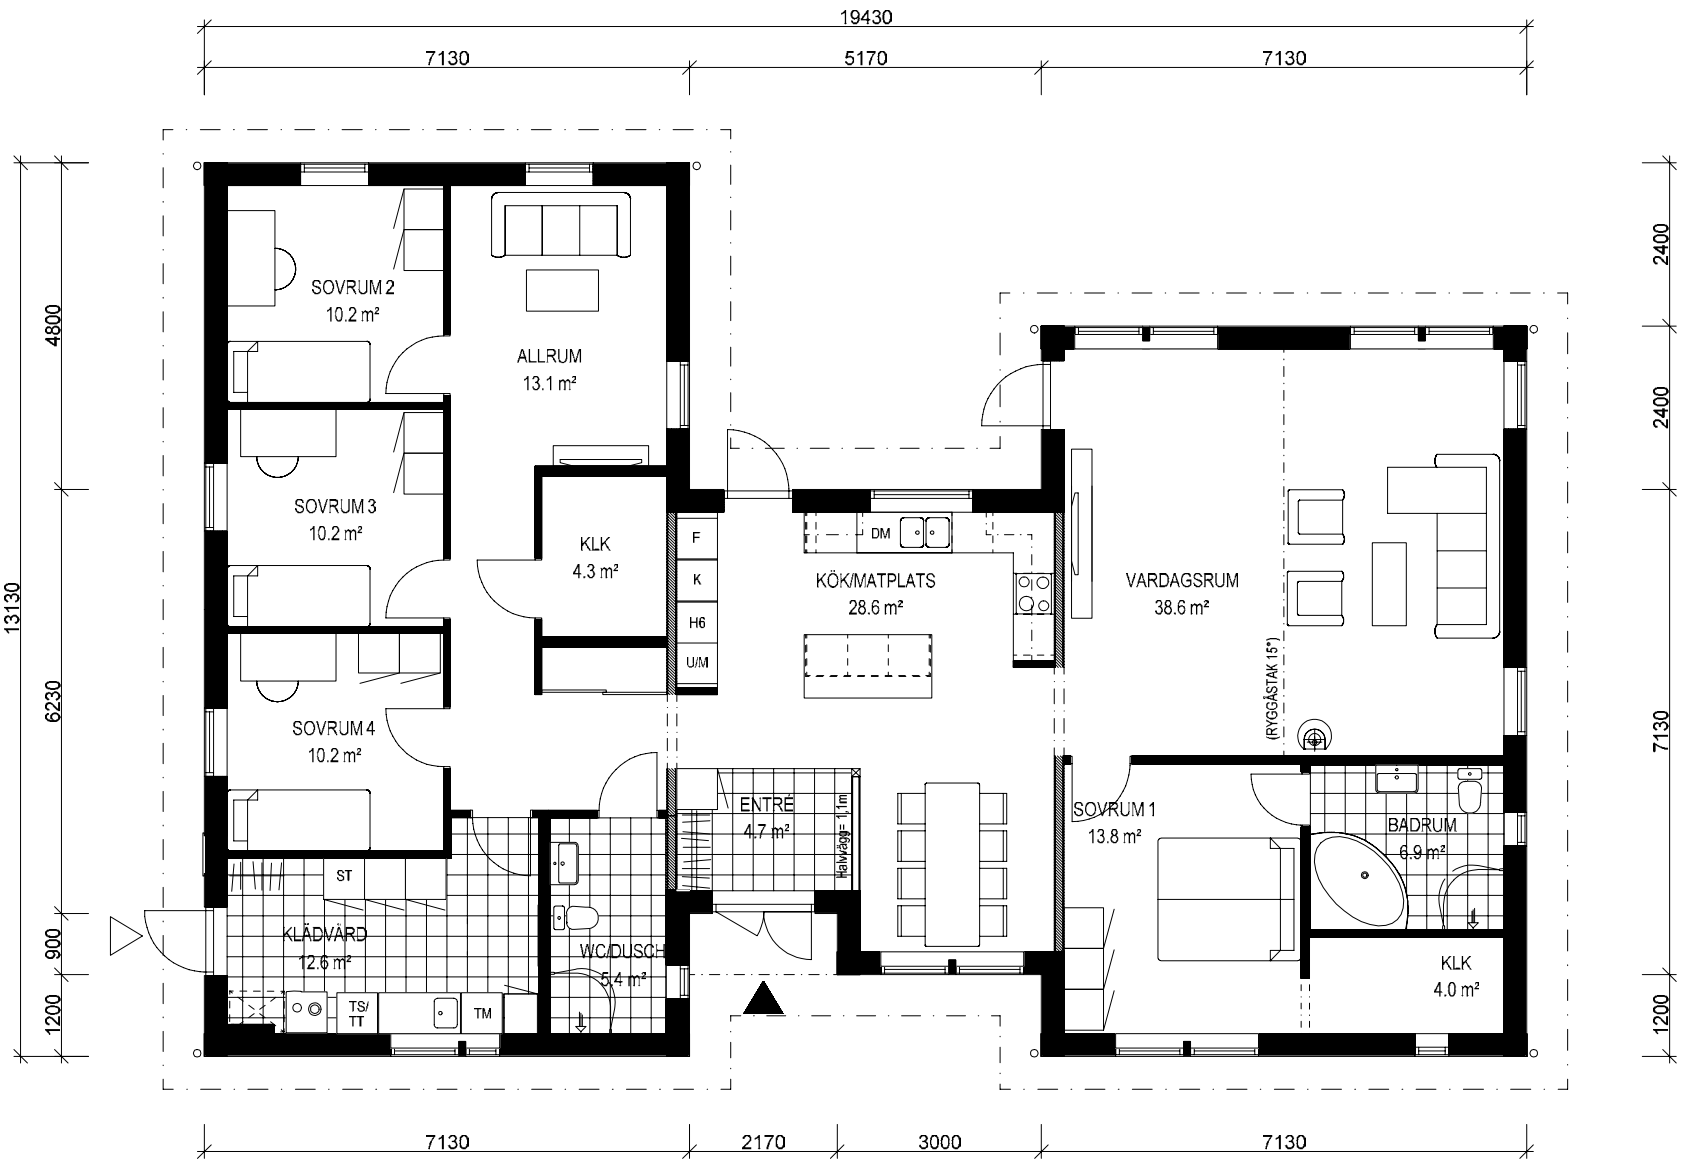 19430
7130
5170
7130
13130
4800
6230
900
1200
2400
2400
7130
1200
SOVRUM 2
10.2 m²
ALLRUM
13.1 m²
SOVRUM 3
10.2 m²
KLK
4.3 m²
F
K
H6
U/M
DM
KÖK/MATPLATS
28.6 m²
VARDAGSRUM
38.6 m²
(RYGGÅSTAK 15°)
SOVRUM 4
10.2 m²
ENTRÉ
4.7 m²
Halvvägg= 1,1m
SOVRUM 1
13.8 m²
BADRUM
6.9 m²
ST
KLÄDVÅRD
12.6 m²
WC/DUSCH
5.4 m²
KLK
4.0 m²
TS/
TT
TM
7130
2170
3000
7130